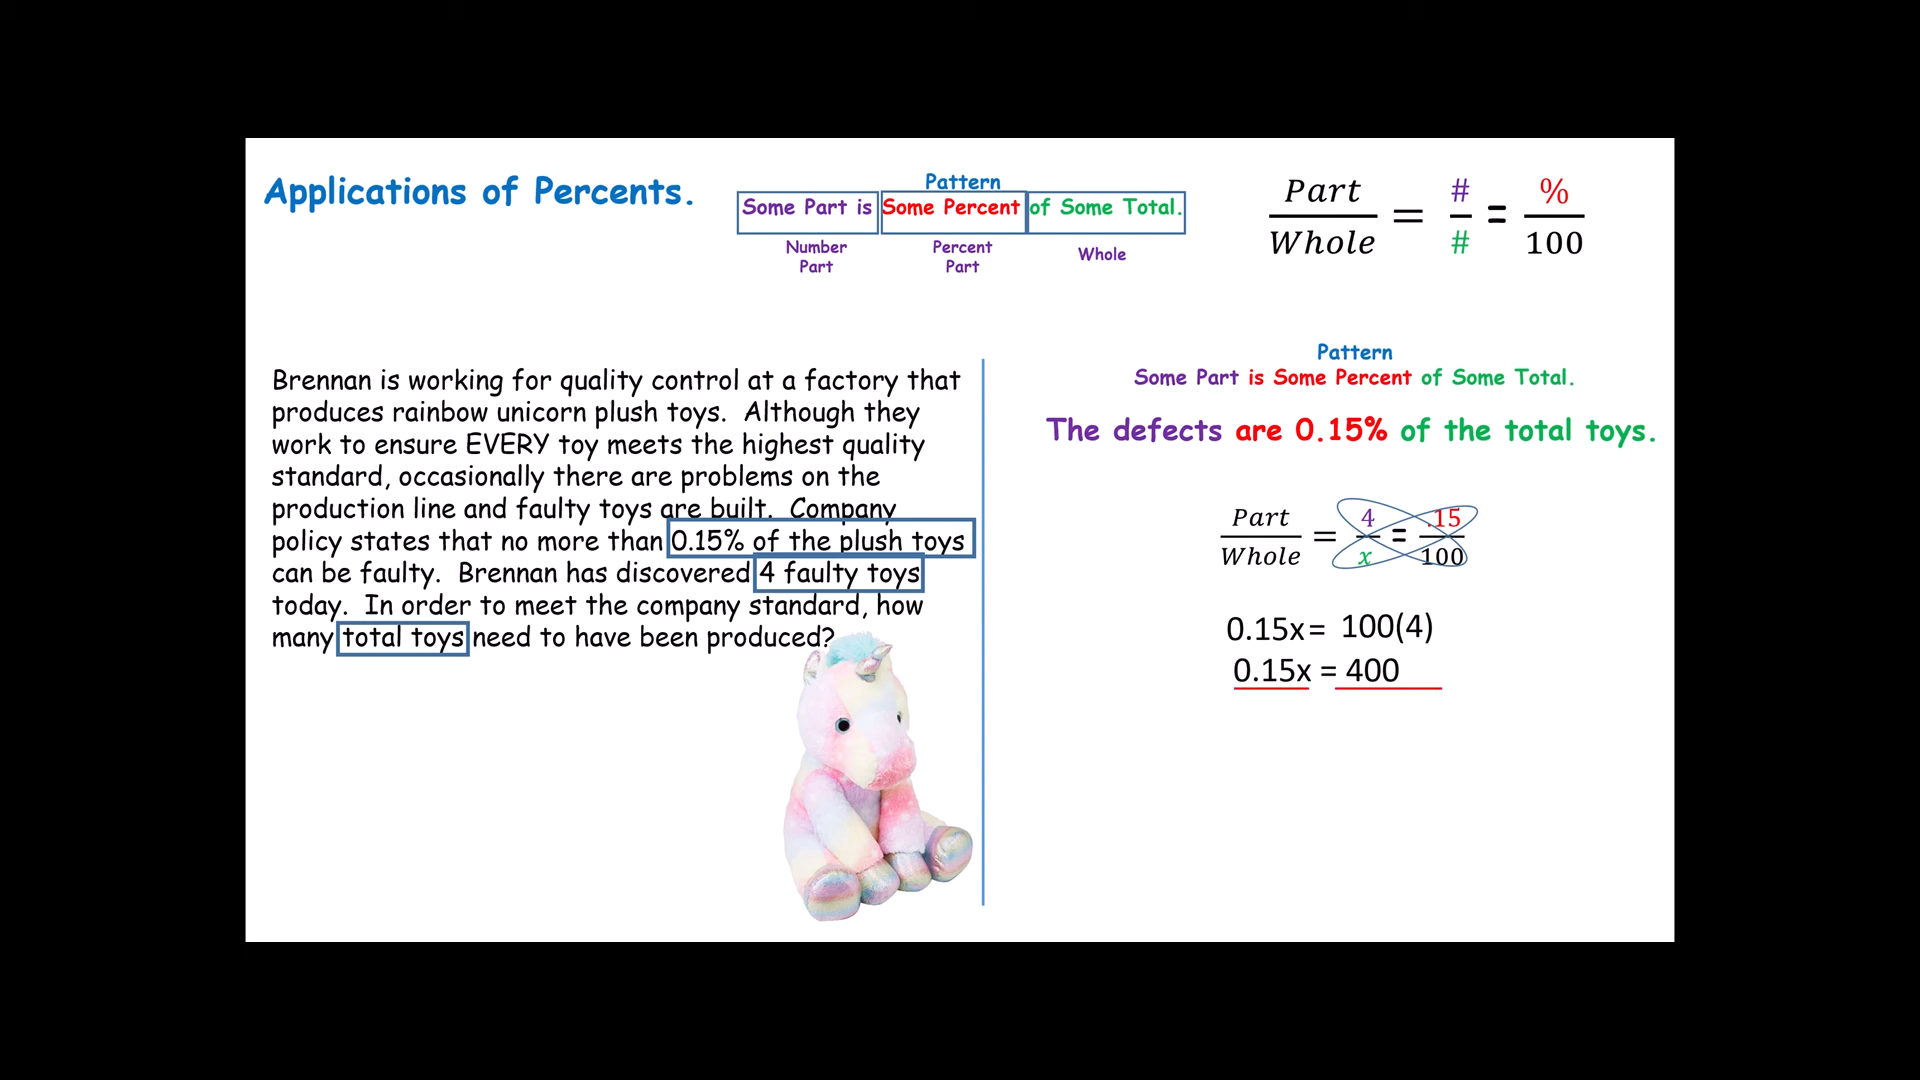 Applications of Percents.
Pattern
Some Part is Some Percent of Some Total.
Number Part
Percent Part
Whole
Part/Whole = #/# = %/100
Brennan is working for quality control at a factory that
produces rainbow unicorn plush toys.  Although they
work to ensure EVERY toy meets the highest quality
standard, occasionally there are problems on the
production line and faulty toys are built.  Company
policy states that no more than 0.15% of the plush toys
can be faulty.  Brennan has discovered 4 faulty toys
today.  In order to meet the company standard, how
many total toys need to have been produced?
Pattern
Some Part is Some Percent of Some Total.
The defects are 0.15% of the total toys.
Part/Whole = 4/x = .15/100
0.15x = 100(4)
0.15x = 400